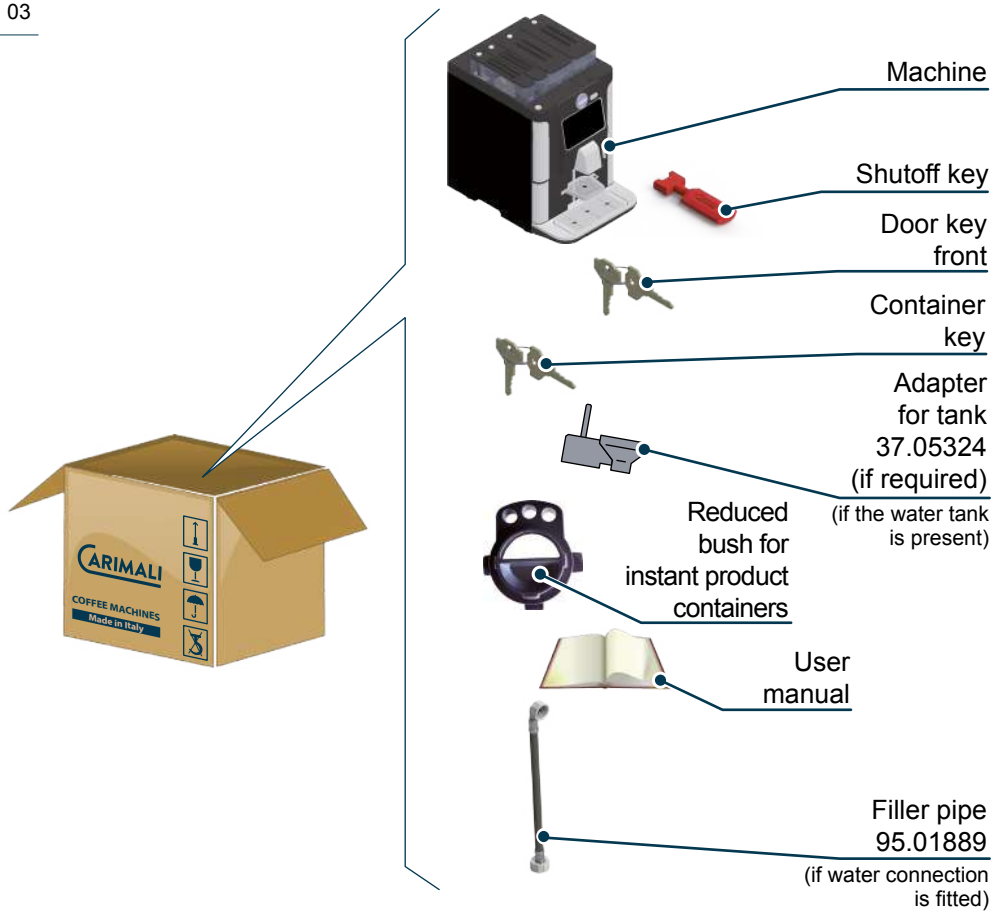 03
Machine
Shutoff key
Door key
front
Container
key
Adapter
for tank
37.05324
(if required)
(if the water tank
is present)
Reduced
bush for
instant product
containers
CARIMALI
COFFEE MACHINES
Made in Italy
User
manual
Filler pipe
95.01889
(if water connection
is fitted)